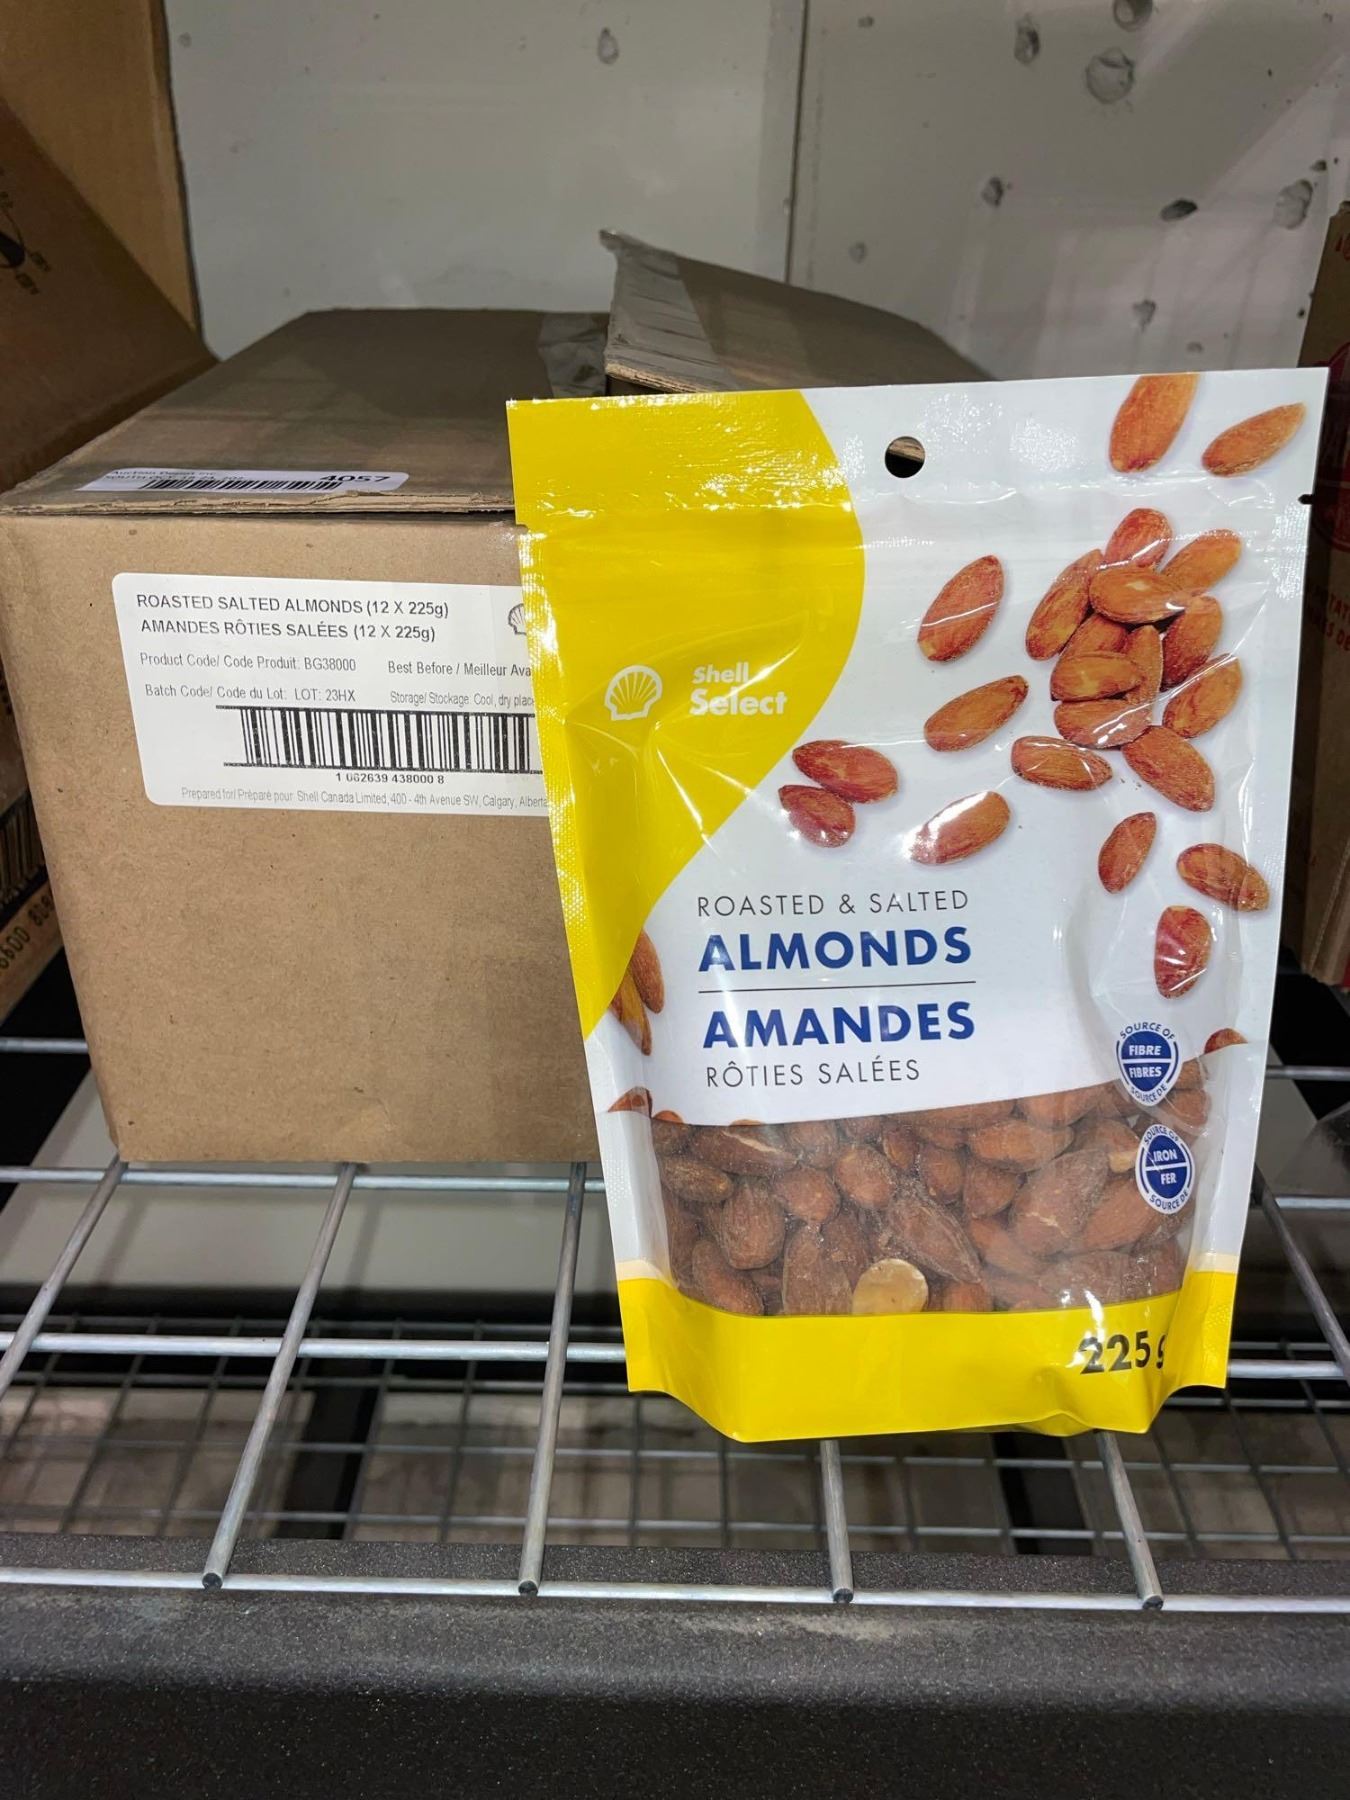 4057
ROASTED SALTED ALMONDS (12 X 225g)
AMANDES RÔTIES SALÉES (12 X 225g)
Product Code/ Code Produit: BG38000 Best Before / Meilleur Ava
Batch Code/ Code du Lot: LOT: 23HX Storage/ Stockage: Cool, dry place
1 062639 438000 8
Prepared for/ Préparé pour: Shell Canada Limited, 400 - 4th Avenue SW, Calgary, Alberta
Shell
Select
ROASTED & SALTED
ALMONDS
AMANDES
RÔTIES SALÉES
SOURCE OF
FIBRE
FIBRES
SOURCE DE
SOURCE OF
IRON
FER
SOURCE DE
225 g